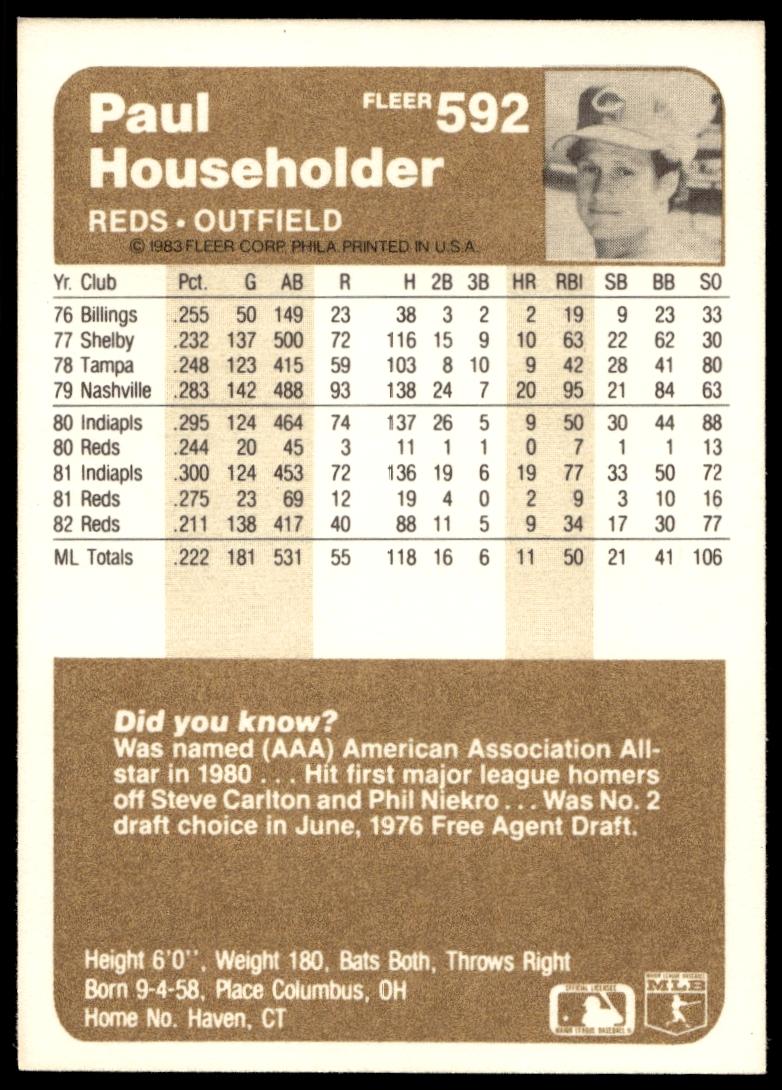 Paul FLEER 592
Householder
REDS • OUTFIELD
© 1983 FLEER CORP. PHILA. PRINTED IN U.S.A.
Yr. Club Pct. G AB R H 2B 3B HR RBI SB BB SO
76 Billings .255 50 149 23 38 3 2 2 19 9 23 33
77 Shelby .232 137 500 72 116 15 9 10 63 22 62 30
78 Tampa .248 123 415 59 103 8 10 9 42 28 41 80
79 Nashville .283 142 488 93 138 24 7 20 95 21 84 63
80 Indiapls .295 124 464 74 137 26 5 9 50 30 44 88
80 Reds .244 20 45 3 11 1 1 0 7 1 1 13
81 Indiapls .300 124 453 72 136 19 6 19 77 33 50 72
81 Reds .275 23 69 12 19 4 0 2 9 3 10 16
82 Reds .211 138 417 40 88 11 5 9 34 17 30 77
ML Totals .222 181 531 55 118 16 6 11 50 21 41 106
Did you know?
Was named (AAA) American Association All-
star in 1980 . . . Hit first major league homers
off Steve Carlton and Phil Niekro . . . Was No. 2
draft choice in June, 1976 Free Agent Draft.
Height 6'0'', Weight 180, Bats Both, Throws Right
Born 9-4-58, Place Columbus, OH
Home No. Haven, CT
OFFICIAL LICENSEE
MAJOR LEAGUE BASEBALL
MAJOR LEAGUE BASEBALL
MLB